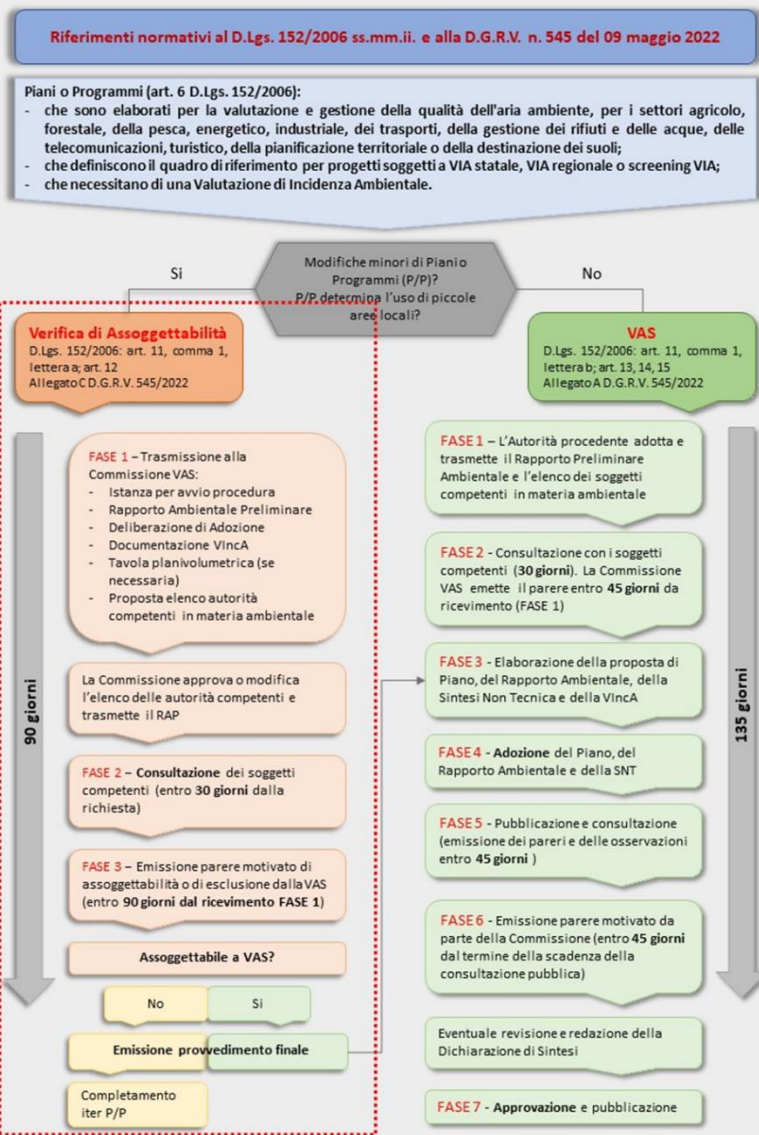 Riferimenti normativi al D.Lgs. 152/2006 ss.mm.ii. e alla D.G.R.V. n. 545 del 09 maggio 2022
Piani o Programmi (art. 6 D.Lgs. 152/2006):
- che sono elaborati per la valutazione e gestione della qualità dell'aria ambiente, per i settori agricolo,
forestale, della pesca, energetico, industriale, dei trasporti, della gestione dei rifiuti e delle acque, delle
telecomunicazioni, turistico, della pianificazione territoriale o della destinazione dei suoli;
- che definiscono il quadro di riferimento per progetti soggetti a VIA statale, VIA regionale o screening VIA;
- che necessitano di una Valutazione di Incidenza Ambientale.
Modifiche minori di Piani o
Programmi (P/P)?
P/P determina l'uso di piccole
aree locali?
Si
No
Verifica di Assoggettabilità
D.Lgs. 152/2006: art. 11, comma 1,
lettera a; art. 12
Allegato C D.G.R.V. 545/2022
90 giorni
FASE 1 – Trasmissione alla
Commissione VAS:
- Istanza per avvio procedura
- Rapporto Ambientale Preliminare
- Deliberazione di Adozione
- Documentazione VIncA
- Tavola planivolumetrica (se
necessaria)
- Proposta elenco autorità
competenti in materia ambientale
La Commissione approva o modifica
l'elenco delle autorità competenti e
trasmette il RAP
FASE 2 – Consultazione dei soggetti
competenti (entro 30 giorni dalla
richiesta)
FASE 3 – Emissione parere motivato di
assoggettabilità o di esclusione dalla VAS
(entro 90 giorni dal ricevimento FASE 1)
Assoggettabile a VAS?
No
Si
Emissione provvedimento finale
Completamento
iter P/P
VAS
D.Lgs. 152/2006: art. 11, comma 1,
lettera b; art. 13, 14, 15
Allegato A D.G.R.V. 545/2022
FASE 1 – L'Autorità procedente adotta e
trasmette il Rapporto Preliminare
Ambientale e l'elenco dei soggetti
competenti in materia ambientale
FASE 2 - Consultazione con i soggetti
competenti (30 giorni). La Commissione
VAS emette il parere entro 45 giorni da
ricevimento (FASE 1)
FASE 3 - Elaborazione della proposta di
Piano, del Rapporto Ambientale, della
Sintesi Non Tecnica e della VIncA
FASE 4 - Adozione del Piano, del
Rapporto Ambientale e della SNT
FASE 5 - Pubblicazione e consultazione
(emissione dei pareri e delle osservazioni
entro 45 giorni )
FASE 6 - Emissione parere motivato da
parte della Commissione (entro 45 giorni
dal termine della scadenza della
consultazione pubblica)
Eventuale revisione e redazione della
Dichiarazione di Sintesi
FASE 7 - Approvazione e pubblicazione
135 giorni